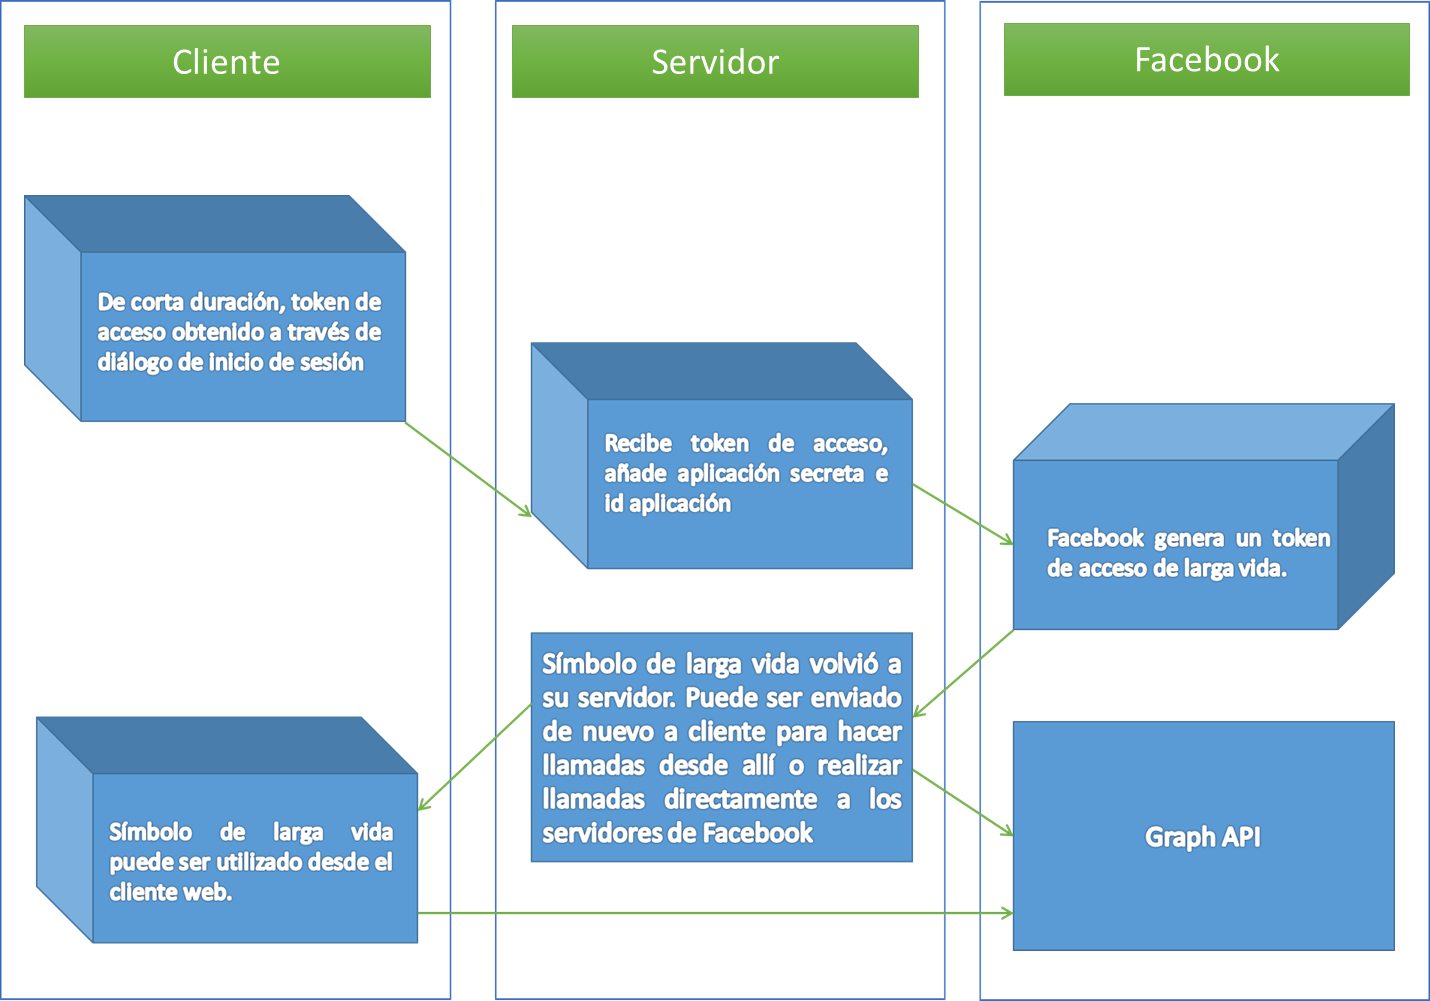 Cliente
Servidor
Facebook
De corta duración, token de
acceso obtenido a través de
diálogo de inicio de sesión
Recibe token de acceso,
añade aplicación secreta e
id aplicación
Facebook genera un token
de acceso de larga vida.
Símbolo de larga vida volvió a
su servidor. Puede ser enviado
de nuevo a cliente para hacer
llamadas desde allí o realizar
llamadas directamente a los
servidores de Facebook
Símbolo de larga vida
puede ser utilizado desde el
cliente web.
Graph API